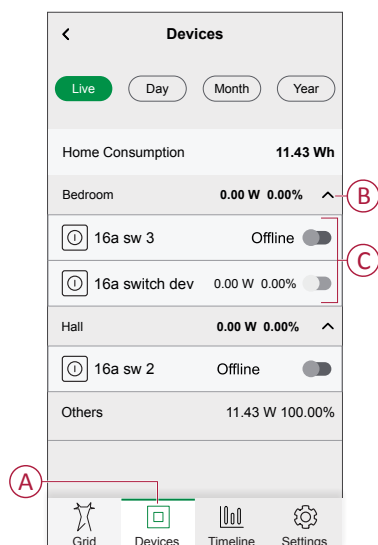 Devices
Live Day Month Year
Home Consumption 11.43 Wh
Bedroom 0.00 W 0.00%
B
16a sw 3 Offline
C
16a switch dev 0.00 W 0.00%
Hall 0.00 W 0.00%
16a sw 2 Offline
Others 11.43 W 100.00%
A
Grid Devices Timeline Settings